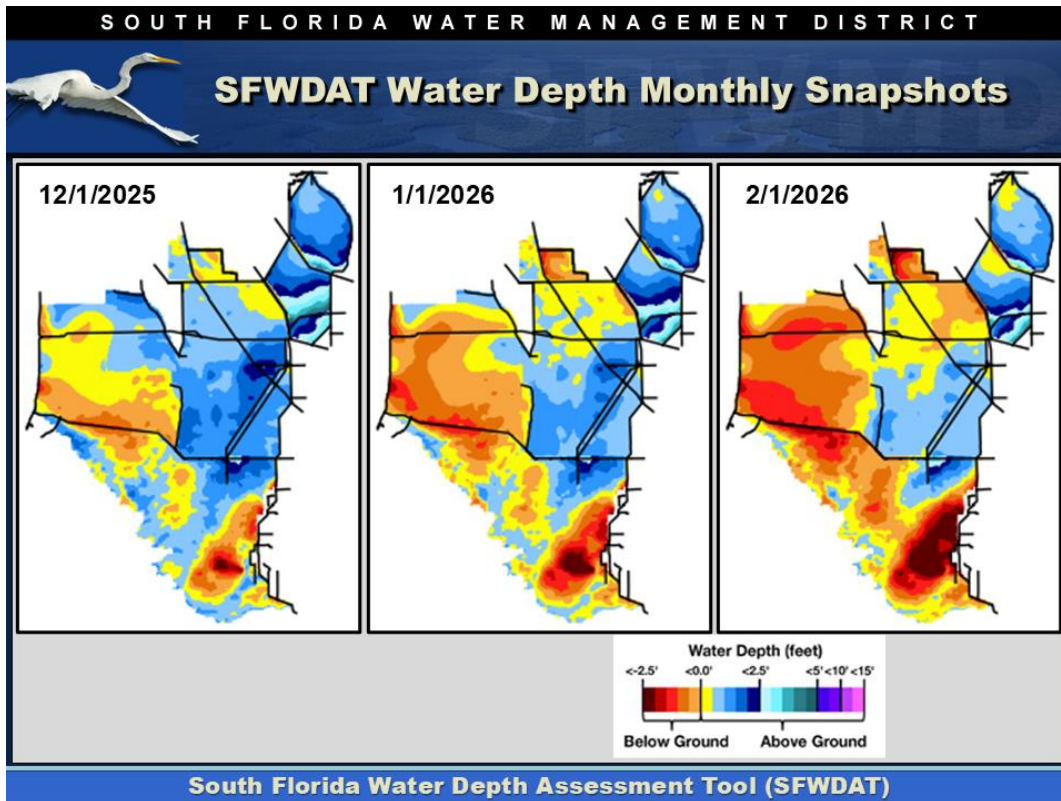 SOUTH FLORIDA WATER MANAGEMENT DISTRICT
SFWDAT Water Depth Monthly Snapshots
12/1/2025
1/1/2026
2/1/2026
Water Depth (feet)
<-2.5' <0.0' <2.5' <5' <10' <15'
Below Ground Above Ground
South Florida Water Depth Assessment Tool (SFWDAT)